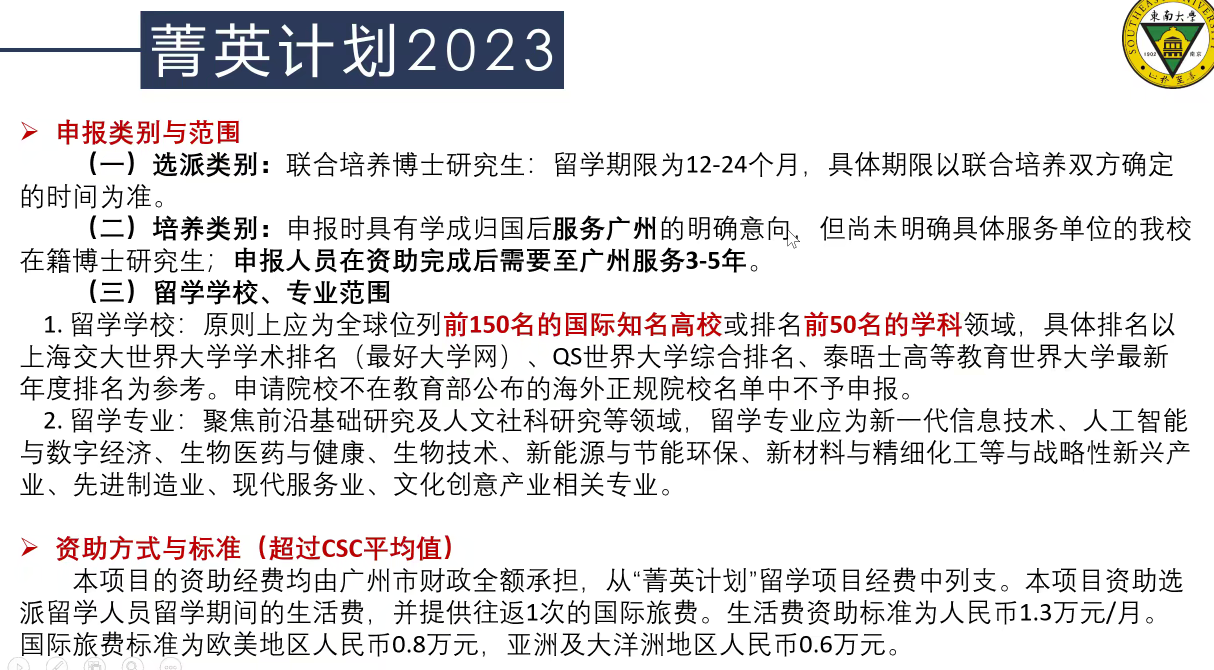 菁英计划2023
SOUTHEAST UNIVERSITY
東南大學
1902 南京
止於至善
➢ 申报类别与范围
（一）选派类别：联合培养博士研究生：留学期限为12-24个月，具体期限以联合培养双方确定
的时间为准。
（二）培养类别：申报时具有学成归国后服务广州的明确意向、但尚未明确具体服务单位的我校
在籍博士研究生；申报人员在资助完成后需要至广州服务3-5年。
（三）留学学校、专业范围
1. 留学学校：原则上应为全球位列前150名的国际知名高校或排名前50名的学科领域，具体排名以
上海交大世界大学学术排名（最好大学网）、QS世界大学综合排名、泰晤士高等教育世界大学最新
年度排名为参考。申请院校不在教育部公布的海外正规院校名单中不予申报。
2. 留学专业：聚焦前沿基础研究及人文社科研究等领域，留学专业应为新一代信息技术、人工智能
与数字经济、生物医药与健康、生物技术、新能源与节能环保、新材料与精细化工等与战略性新兴产
业、先进制造业、现代服务业、文化创意产业相关专业。
➢ 资助方式与标准（超过CSC平均值）
本项目的资助经费均由广州市财政全额承担，从“菁英计划”留学项目经费中列支。本项目资助选
派留学人员留学期间的生活费，并提供往返1次的国际旅费。生活费资助标准为人民币1.3万元/月。
国际旅费标准为欧美地区人民币0.8万元，亚洲及大洋洲地区人民币0.6万元。